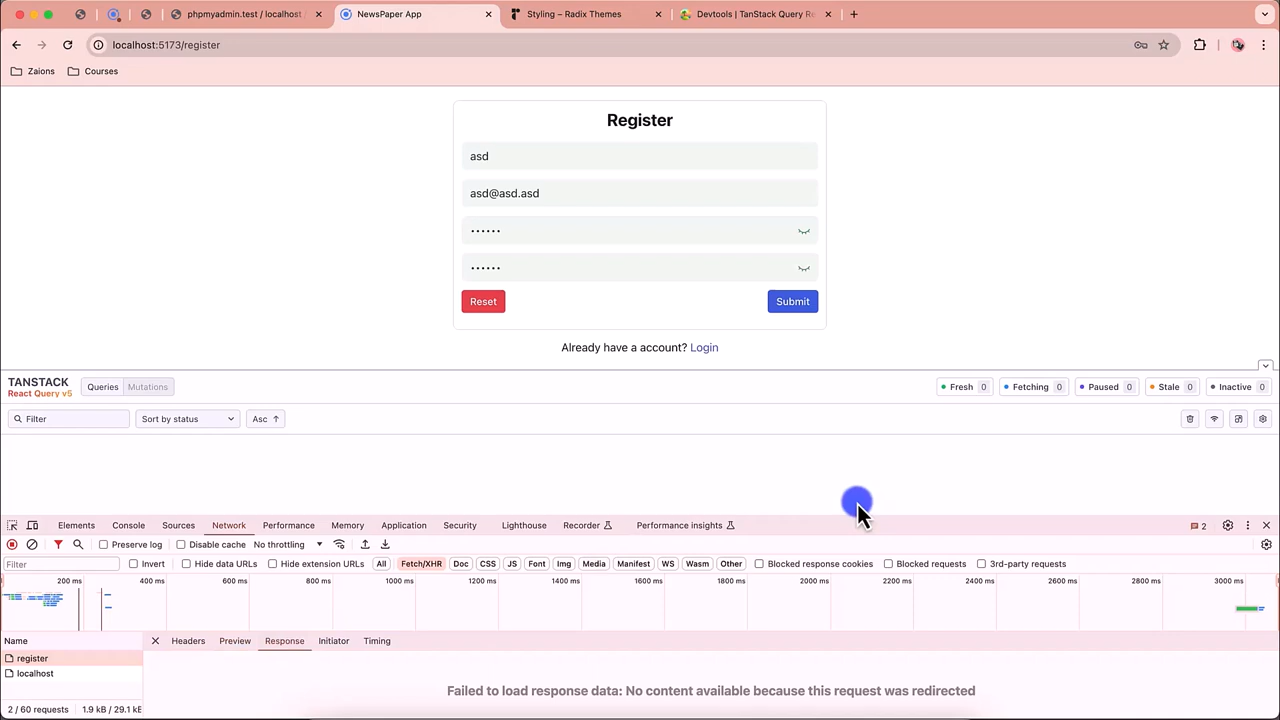 phpmyadmin.test / localhost /
NewsPaper App
Styling – Radix Themes
Devtools | TanStack Query Re
localhost:5173/register
Zaions
Courses
Register
asd
asd@asd.asd
••••••
••••••
Reset
Submit
Already have a account? Login
TANSTACK
React Query v5
Queries
Mutations
Fresh 0
Fetching 0
Paused 0
Stale 0
Inactive 0
Filter
Sort by status
Asc ↑
Elements
Console
Sources
Network
Performance
Memory
Application
Security
Lighthouse
Recorder
Performance insights
2
Preserve log
Disable cache
No throttling
Filter
Invert
Hide data URLs
Hide extension URLs
All
Fetch/XHR
Doc
CSS
JS
Font
Img
Media
Manifest
WS
Wasm
Other
Blocked response cookies
Blocked requests
3rd-party requests
200 ms
400 ms
600 ms
800 ms
1000 ms
1200 ms
1400 ms
1600 ms
1800 ms
2000 ms
2200 ms
2400 ms
2600 ms
2800 ms
3000 ms
Name
Headers
Preview
Response
Initiator
Timing
register
localhost
Failed to load response data: No content available because this request was redirected
2 / 60 requests
1.9 kB / 29.1 kB